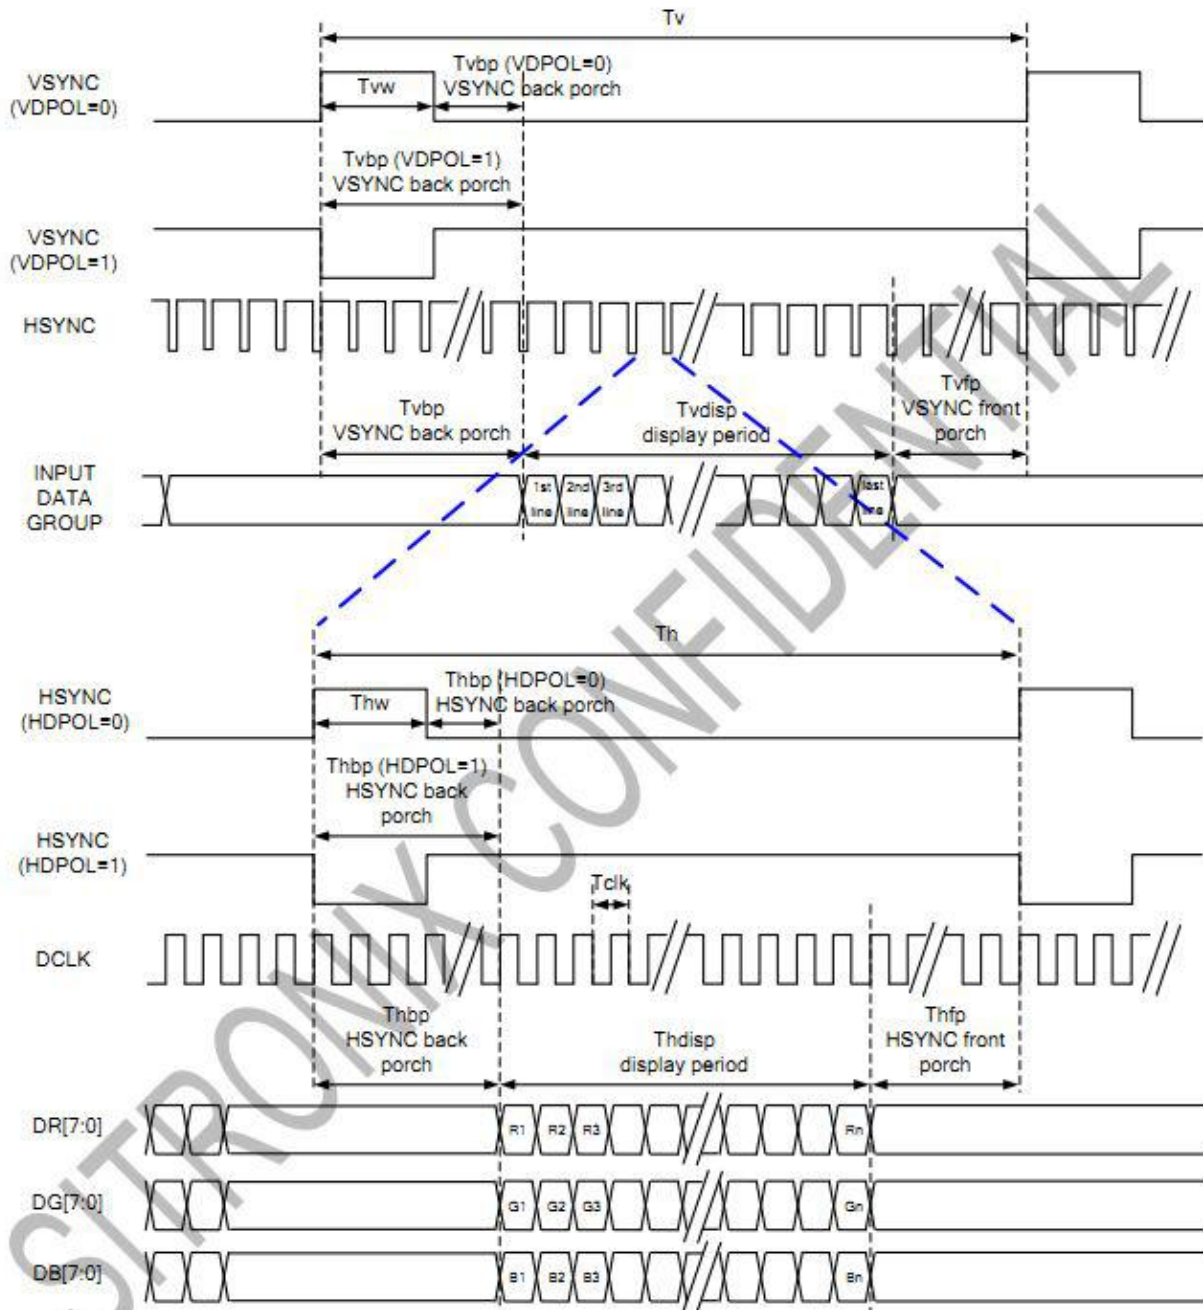 Tv
VSYNC
(VDPOL=0)
Tvw
Tvbp (VDPOL=0)
VSYNC back porch
Tvbp (VDPOL=1)
VSYNC back porch
VSYNC
(VDPOL=1)
HSYNC
Tvbp
VSYNC back porch
Tvdisp
display period
Tvfp
VSYNC front
porch
INPUT
DATA
GROUP
1st
line
2nd
line
3rd
line
last
line
Th
HSYNC
(HDPOL=0)
Thw
Thbp (HDPOL=0)
HSYNC back porch
Thbp (HDPOL=1)
HSYNC back
porch
HSYNC
(HDPOL=1)
Tclk
DCLK
Thbp
HSYNC back
porch
Thdisp
display period
Thfp
HSYNC front
porch
DR[7:0]
R1 R2 R3 Rn
DG[7:0]
G1 G2 G3 Gn
DB[7:0]
B1 B2 B3 Bn
SITRONIX CONFIDENTIAL